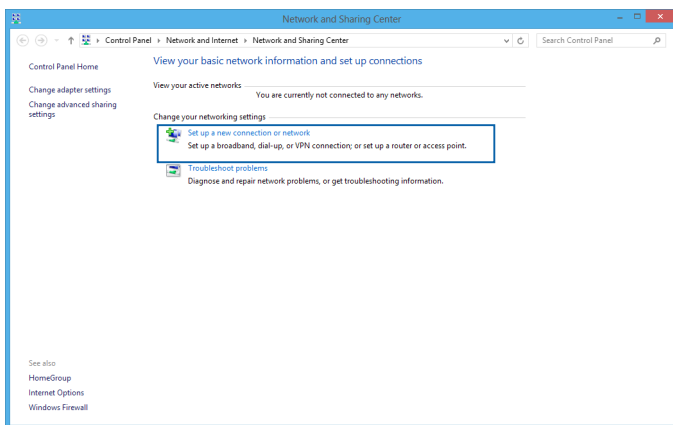 Network and Sharing Center
Control Panel Network and Internet Network and Sharing Center
Search Control Panel
Control Panel Home
Change adapter settings
Change advanced sharing
settings
View your basic network information and set up connections
View your active networks
You are currently not connected to any networks.
Change your networking settings
Set up a new connection or network
Set up a broadband, dial-up, or VPN connection; or set up a router or access point.
Troubleshoot problems
Diagnose and repair network problems, or get troubleshooting information.
See also
HomeGroup
Internet Options
Windows Firewall